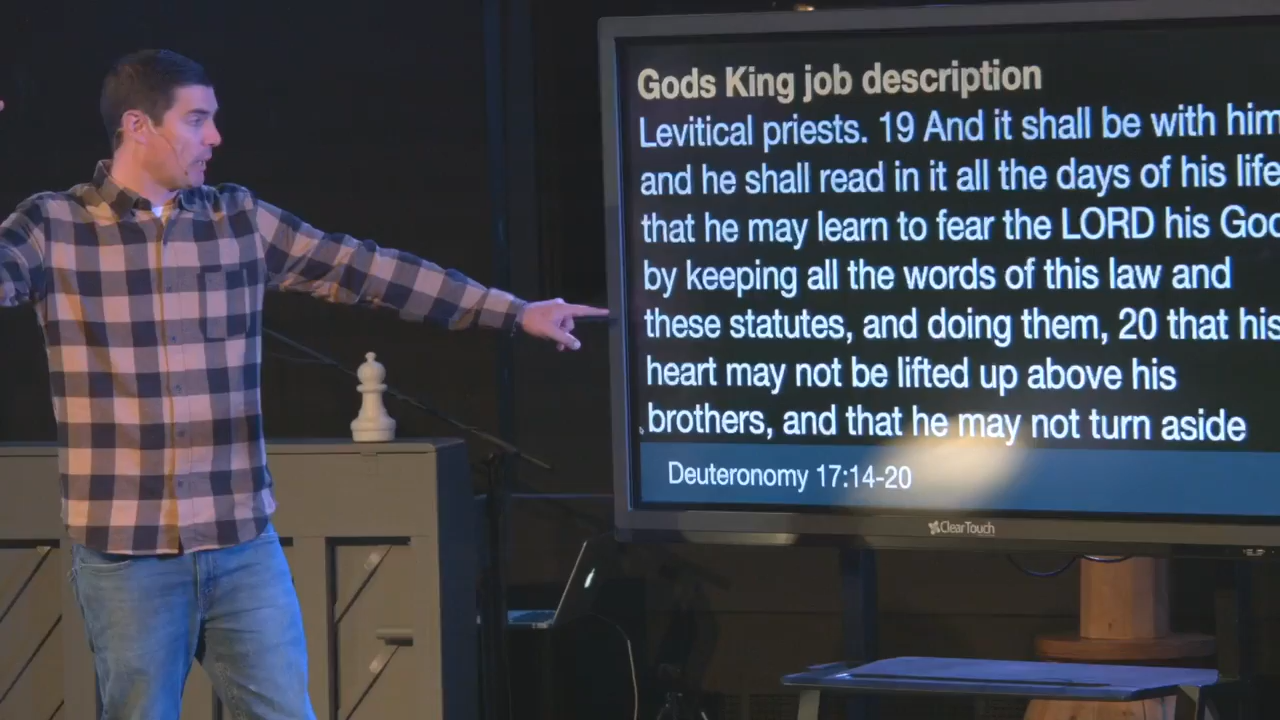 Gods King job description
Levitical priests. 19 And it shall be with him
and he shall read in it all the days of his life
that he may learn to fear the LORD his God
by keeping all the words of this law and
these statutes, and doing them, 20 that his
heart may not be lifted up above his
brothers, and that he may not turn aside
Deuteronomy 17:14-20
ClearTouch